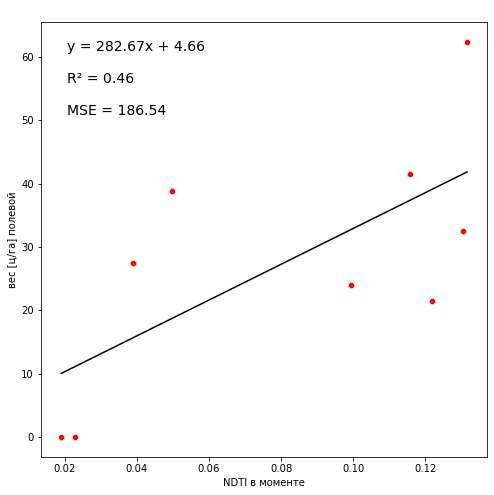 y = 282.67x + 4.66
R² = 0.46
MSE = 186.54
вес [ц/га] полевой
60
50
40
30
20
10
0
0.02 0.04 0.06 0.08 0.10 0.12
NDTI в моменте